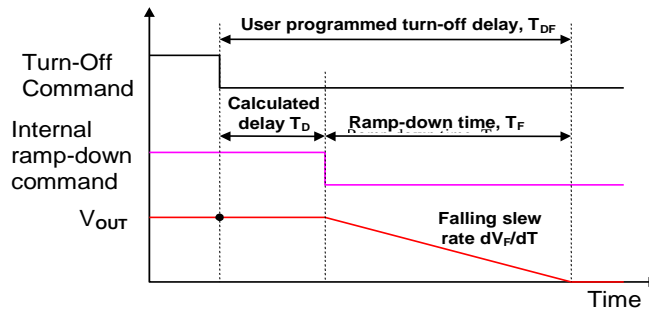 User programmed turn-off delay, TDF
Turn-Off
Command
Calculated
delay TD
Ramp-down time, TF
Internal
ramp-down
command
VOUT
Falling slew
rate dVF/dT
Time